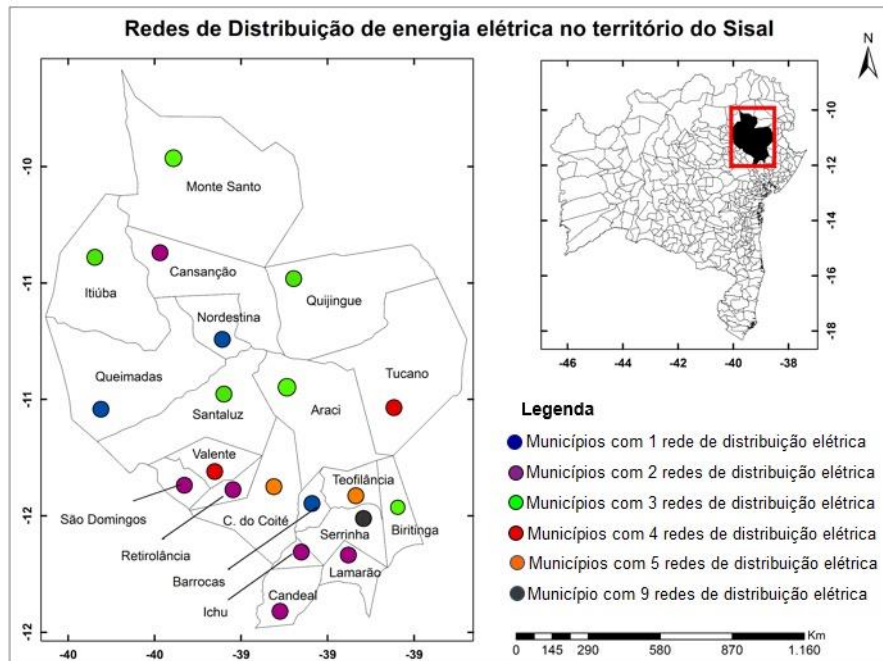 Redes de Distribuição de energia elétrica no território do Sisal
N
-10
-11
-11
-12
-12
-40
-40
-39
-39
-39
Monte Santo
Cansanção
Itiúba
Quijingue
Nordestina
Queimadas
Tucano
Santaluz
Araci
Valente
Teofilância
São Domingos
C. do Coité
Biritinga
Retirolância
Serrinha
Barrocas
Lamarão
Ichu
Candeal
-10
-12
-14
-16
-18
-46
-44
-42
-40
-38
Legenda
Municípios com 1 rede de distribuição elétrica
Municípios com 2 redes de distribuição elétrica
Municípios com 3 redes de distribuição elétrica
Municípios com 4 redes de distribuição elétrica
Municípios com 5 redes de distribuição elétrica
Município com 9 redes de distribuição elétrica
Km
0 145 290 580 870 1.160